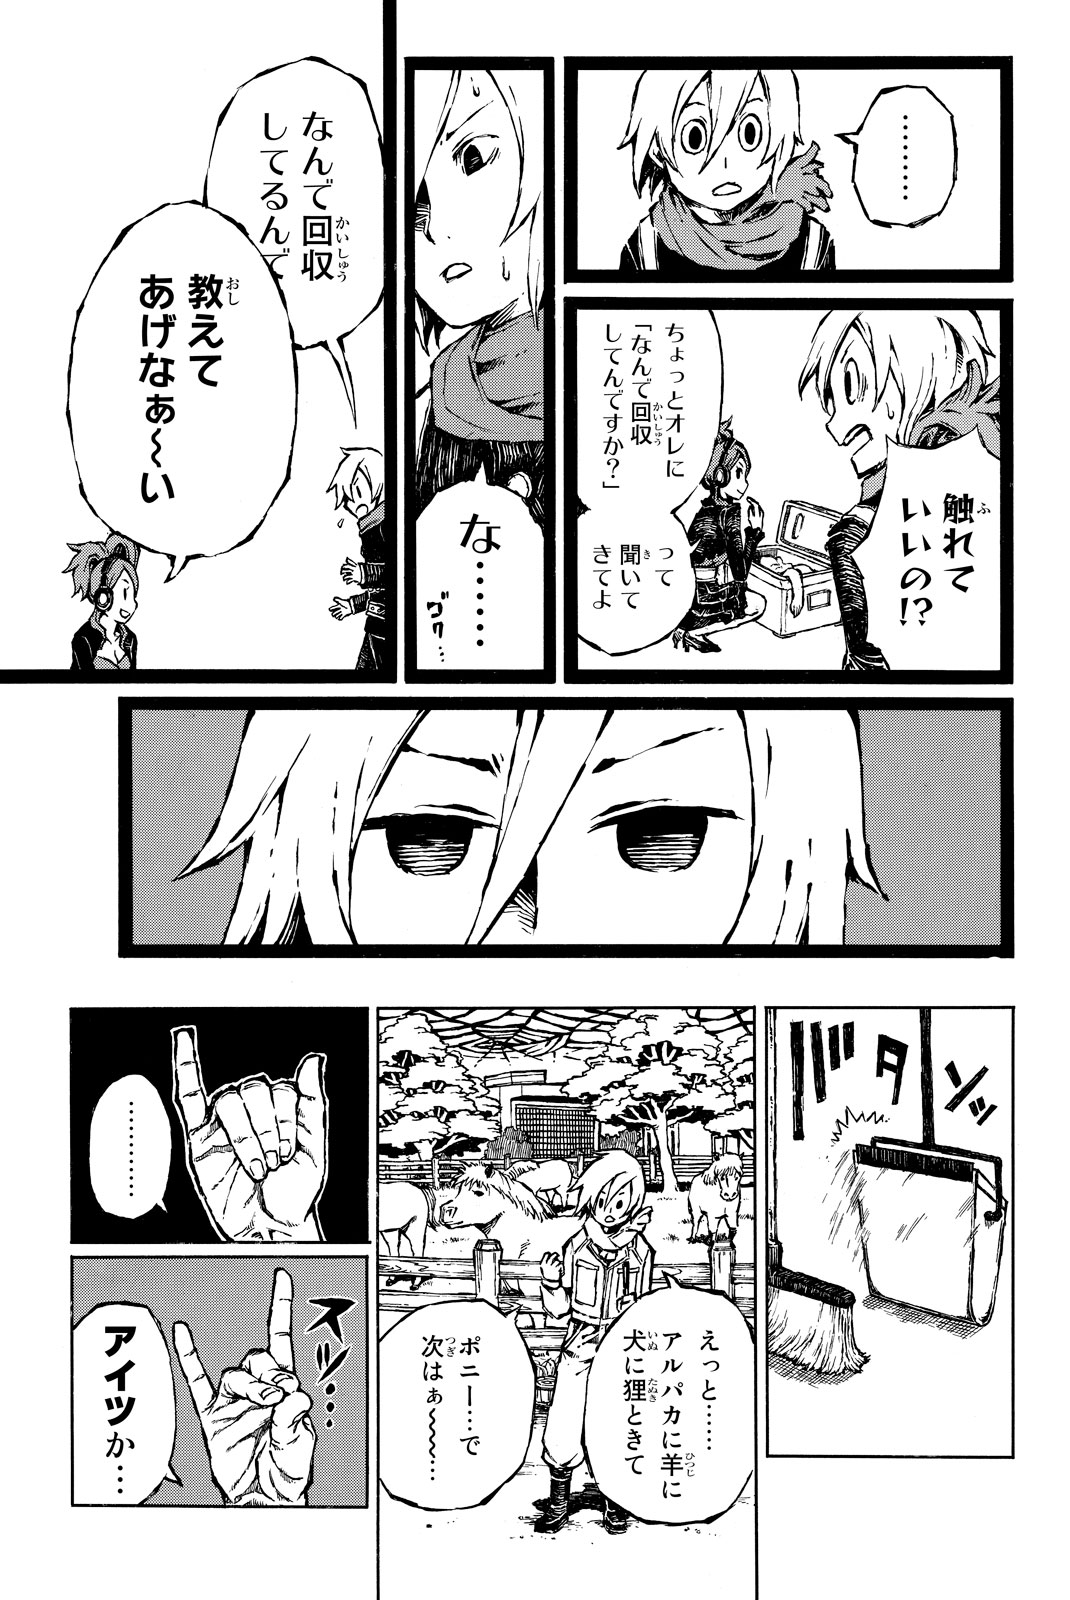 ………
触れて
いいの!?
ちょっとオレに
「なんで回収
してんですか？」
って
聞いて
きてよ
な………
ゴク…
なんで回収
してるんで
教えて
あげなぁ～い
バタンッ
えっと……
アルパカに羊に
犬に狸ときて
ポニー…で
次はぁ～……
………
スッ…
アイツか…